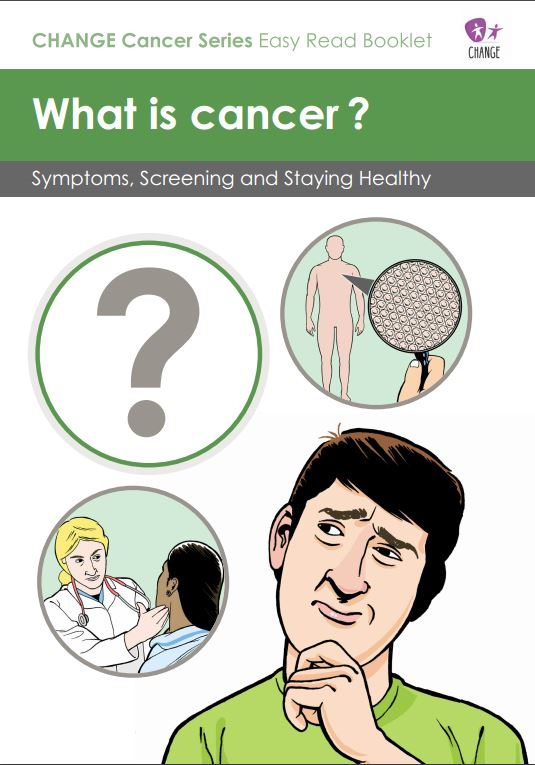 CHANGE Cancer Series Easy Read Booklet
CHANGE
What is cancer ?
Symptoms, Screening and Staying Healthy
?